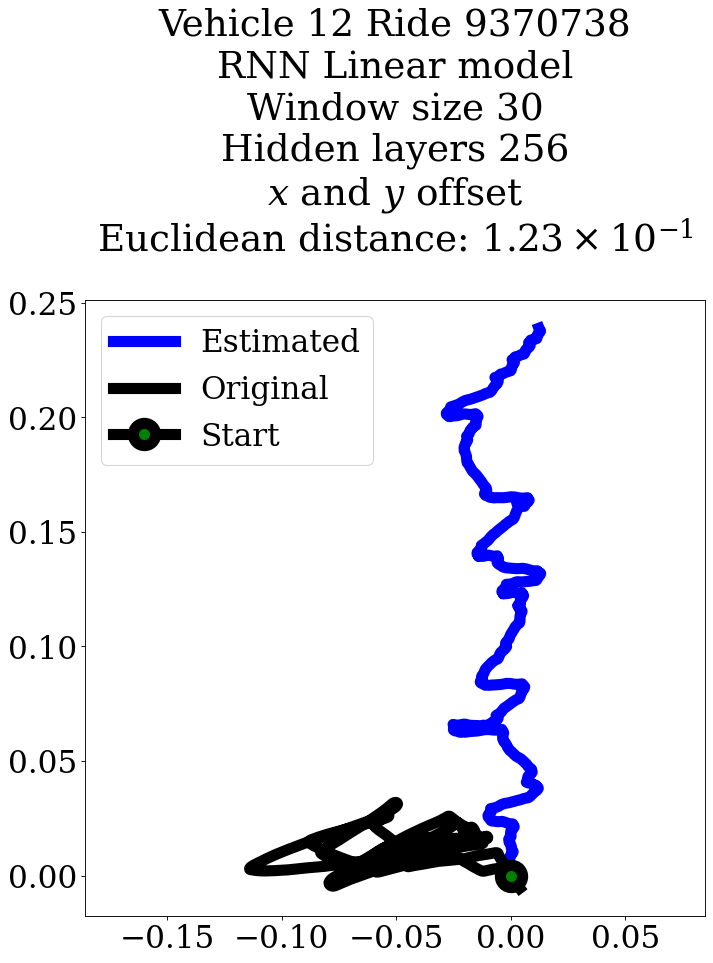 Vehicle 12 Ride 9370738
RNN Linear model
Window size 30
Hidden layers 256
x and y offset
Euclidean distance: 1.23 × 10⁻¹
0.25
0.20
0.15
0.10
0.05
0.00
Estimated
Original
Start
−0.15 −0.10 −0.05 0.00 0.05